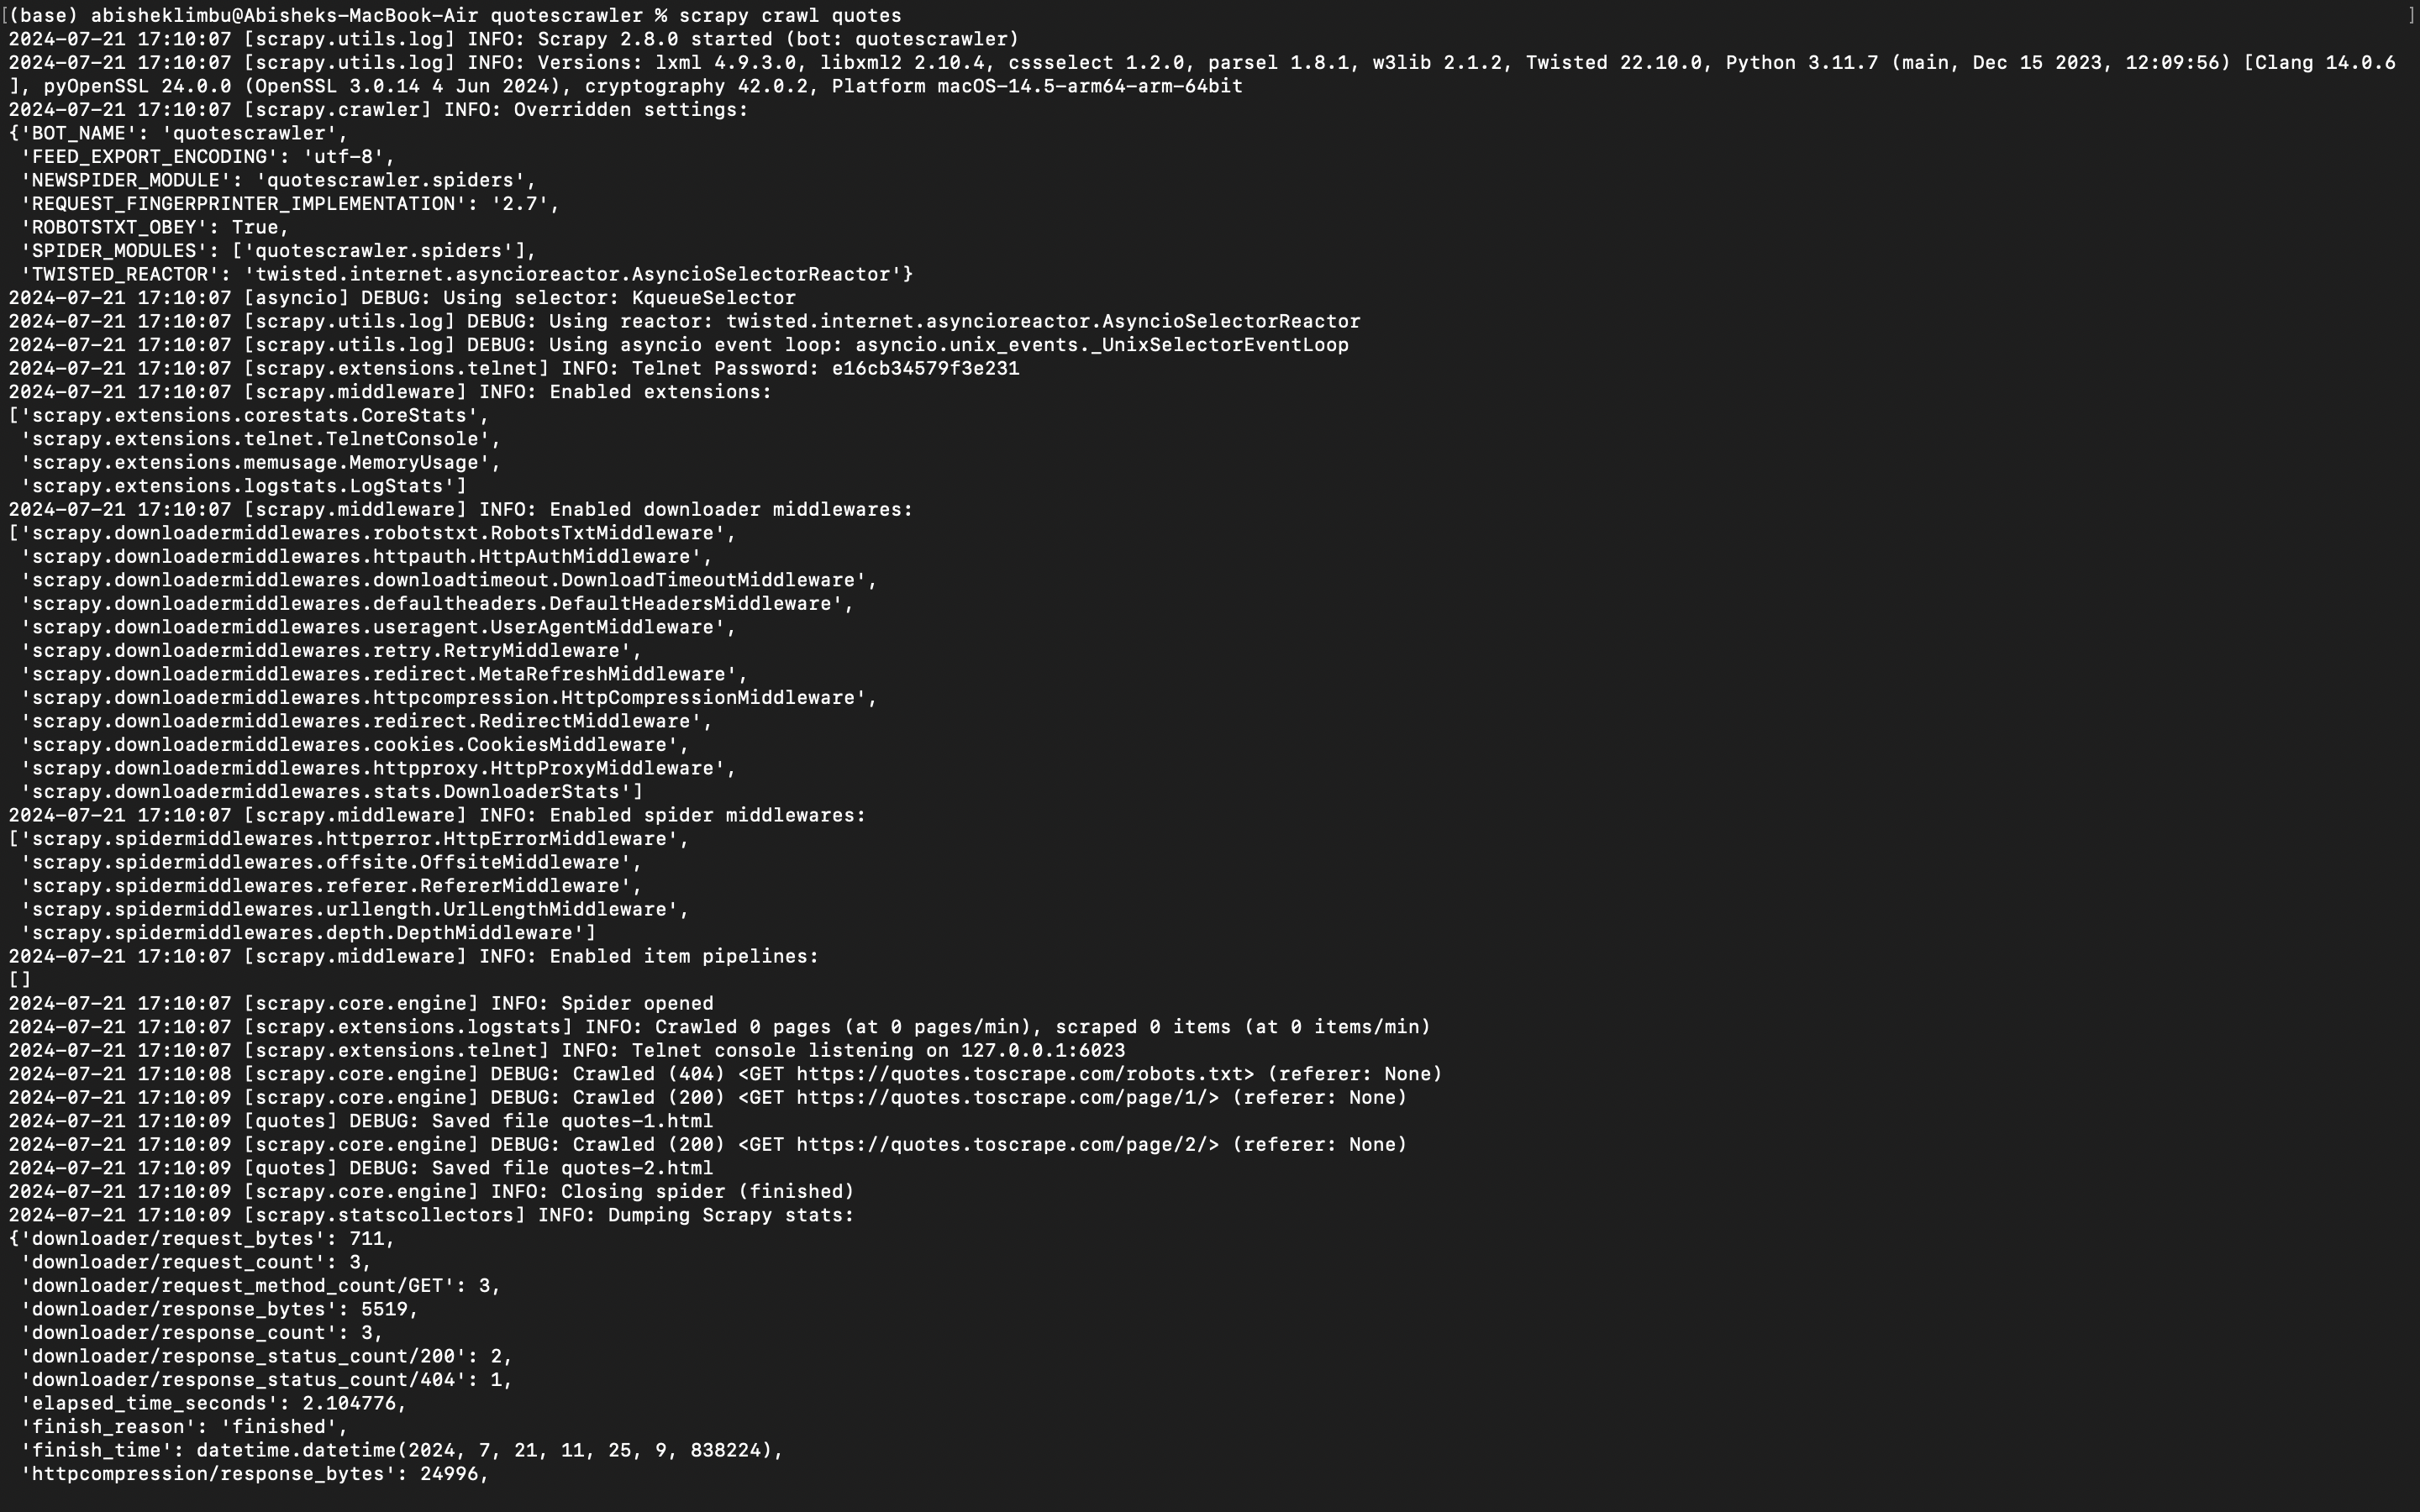 [(base) abisheklimbu@Abisheks-MacBook-Air quotescrawler % scrapy crawl quotes ]
2024-07-21 17:10:07 [scrapy.utils.log] INFO: Scrapy 2.8.0 started (bot: quotescrawler)
2024-07-21 17:10:07 [scrapy.utils.log] INFO: Versions: lxml 4.9.3.0, libxml2 2.10.4, cssselect 1.2.0, parsel 1.8.1, w3lib 2.1.2, Twisted 22.10.0, Python 3.11.7 (main, Dec 15 2023, 12:09:56) [Clang 14.0.6
], pyOpenSSL 24.0.0 (OpenSSL 3.0.14 4 Jun 2024), cryptography 42.0.2, Platform macOS-14.5-arm64-arm-64bit
2024-07-21 17:10:07 [scrapy.crawler] INFO: Overridden settings:
{'BOT_NAME': 'quotescrawler',
 'FEED_EXPORT_ENCODING': 'utf-8',
 'NEWSPIDER_MODULE': 'quotescrawler.spiders',
 'REQUEST_FINGERPRINTER_IMPLEMENTATION': '2.7',
 'ROBOTSTXT_OBEY': True,
 'SPIDER_MODULES': ['quotescrawler.spiders'],
 'TWISTED_REACTOR': 'twisted.internet.asyncioreactor.AsyncioSelectorReactor'}
2024-07-21 17:10:07 [asyncio] DEBUG: Using selector: KqueueSelector
2024-07-21 17:10:07 [scrapy.utils.log] DEBUG: Using reactor: twisted.internet.asyncioreactor.AsyncioSelectorReactor
2024-07-21 17:10:07 [scrapy.utils.log] DEBUG: Using asyncio event loop: asyncio.unix_events._UnixSelectorEventLoop
2024-07-21 17:10:07 [scrapy.extensions.telnet] INFO: Telnet Password: e16cb34579f3e231
2024-07-21 17:10:07 [scrapy.middleware] INFO: Enabled extensions:
['scrapy.extensions.corestats.CoreStats',
 'scrapy.extensions.telnet.TelnetConsole',
 'scrapy.extensions.memusage.MemoryUsage',
 'scrapy.extensions.logstats.LogStats']
2024-07-21 17:10:07 [scrapy.middleware] INFO: Enabled downloader middlewares:
['scrapy.downloadermiddlewares.robotstxt.RobotsTxtMiddleware',
 'scrapy.downloadermiddlewares.httpauth.HttpAuthMiddleware',
 'scrapy.downloadermiddlewares.downloadtimeout.DownloadTimeoutMiddleware',
 'scrapy.downloadermiddlewares.defaultheaders.DefaultHeadersMiddleware',
 'scrapy.downloadermiddlewares.useragent.UserAgentMiddleware',
 'scrapy.downloadermiddlewares.retry.RetryMiddleware',
 'scrapy.downloadermiddlewares.redirect.MetaRefreshMiddleware',
 'scrapy.downloadermiddlewares.httpcompression.HttpCompressionMiddleware',
 'scrapy.downloadermiddlewares.redirect.RedirectMiddleware',
 'scrapy.downloadermiddlewares.cookies.CookiesMiddleware',
 'scrapy.downloadermiddlewares.httpproxy.HttpProxyMiddleware',
 'scrapy.downloadermiddlewares.stats.DownloaderStats']
2024-07-21 17:10:07 [scrapy.middleware] INFO: Enabled spider middlewares:
['scrapy.spidermiddlewares.httperror.HttpErrorMiddleware',
 'scrapy.spidermiddlewares.offsite.OffsiteMiddleware',
 'scrapy.spidermiddlewares.referer.RefererMiddleware',
 'scrapy.spidermiddlewares.urllength.UrlLengthMiddleware',
 'scrapy.spidermiddlewares.depth.DepthMiddleware']
2024-07-21 17:10:07 [scrapy.middleware] INFO: Enabled item pipelines:
[]
2024-07-21 17:10:07 [scrapy.core.engine] INFO: Spider opened
2024-07-21 17:10:07 [scrapy.extensions.logstats] INFO: Crawled 0 pages (at 0 pages/min), scraped 0 items (at 0 items/min)
2024-07-21 17:10:07 [scrapy.extensions.telnet] INFO: Telnet console listening on 127.0.0.1:6023
2024-07-21 17:10:08 [scrapy.core.engine] DEBUG: Crawled (404) <GET https://quotes.toscrape.com/robots.txt> (referer: None)
2024-07-21 17:10:09 [scrapy.core.engine] DEBUG: Crawled (200) <GET https://quotes.toscrape.com/page/1/> (referer: None)
2024-07-21 17:10:09 [quotes] DEBUG: Saved file quotes-1.html
2024-07-21 17:10:09 [scrapy.core.engine] DEBUG: Crawled (200) <GET https://quotes.toscrape.com/page/2/> (referer: None)
2024-07-21 17:10:09 [quotes] DEBUG: Saved file quotes-2.html
2024-07-21 17:10:09 [scrapy.core.engine] INFO: Closing spider (finished)
2024-07-21 17:10:09 [scrapy.statscollectors] INFO: Dumping Scrapy stats:
{'downloader/request_bytes': 711,
 'downloader/request_count': 3,
 'downloader/request_method_count/GET': 3,
 'downloader/response_bytes': 5519,
 'downloader/response_count': 3,
 'downloader/response_status_count/200': 2,
 'downloader/response_status_count/404': 1,
 'elapsed_time_seconds': 2.104776,
 'finish_reason': 'finished',
 'finish_time': datetime.datetime(2024, 7, 21, 11, 25, 9, 838224),
 'httpcompression/response_bytes': 24996,